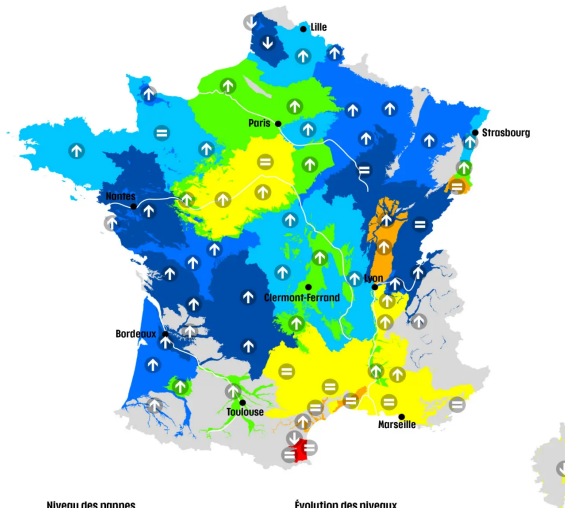 Lille
Paris
Strasbourg
Nantes
Lyon
Clermont-Ferrand
Bordeaux
Toulouse
Marseille
Niveau des nappes
Évolution des niveaux